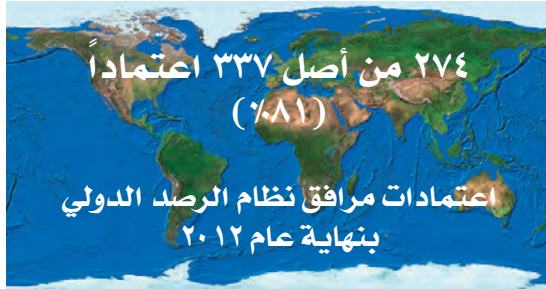 ٢٧٤ من أصل ٣٣٧ اعتماداً
(٨١٪)
اعتمادات مرافق نظام الرصد الدولي
بنهاية عام ٢٠١٢